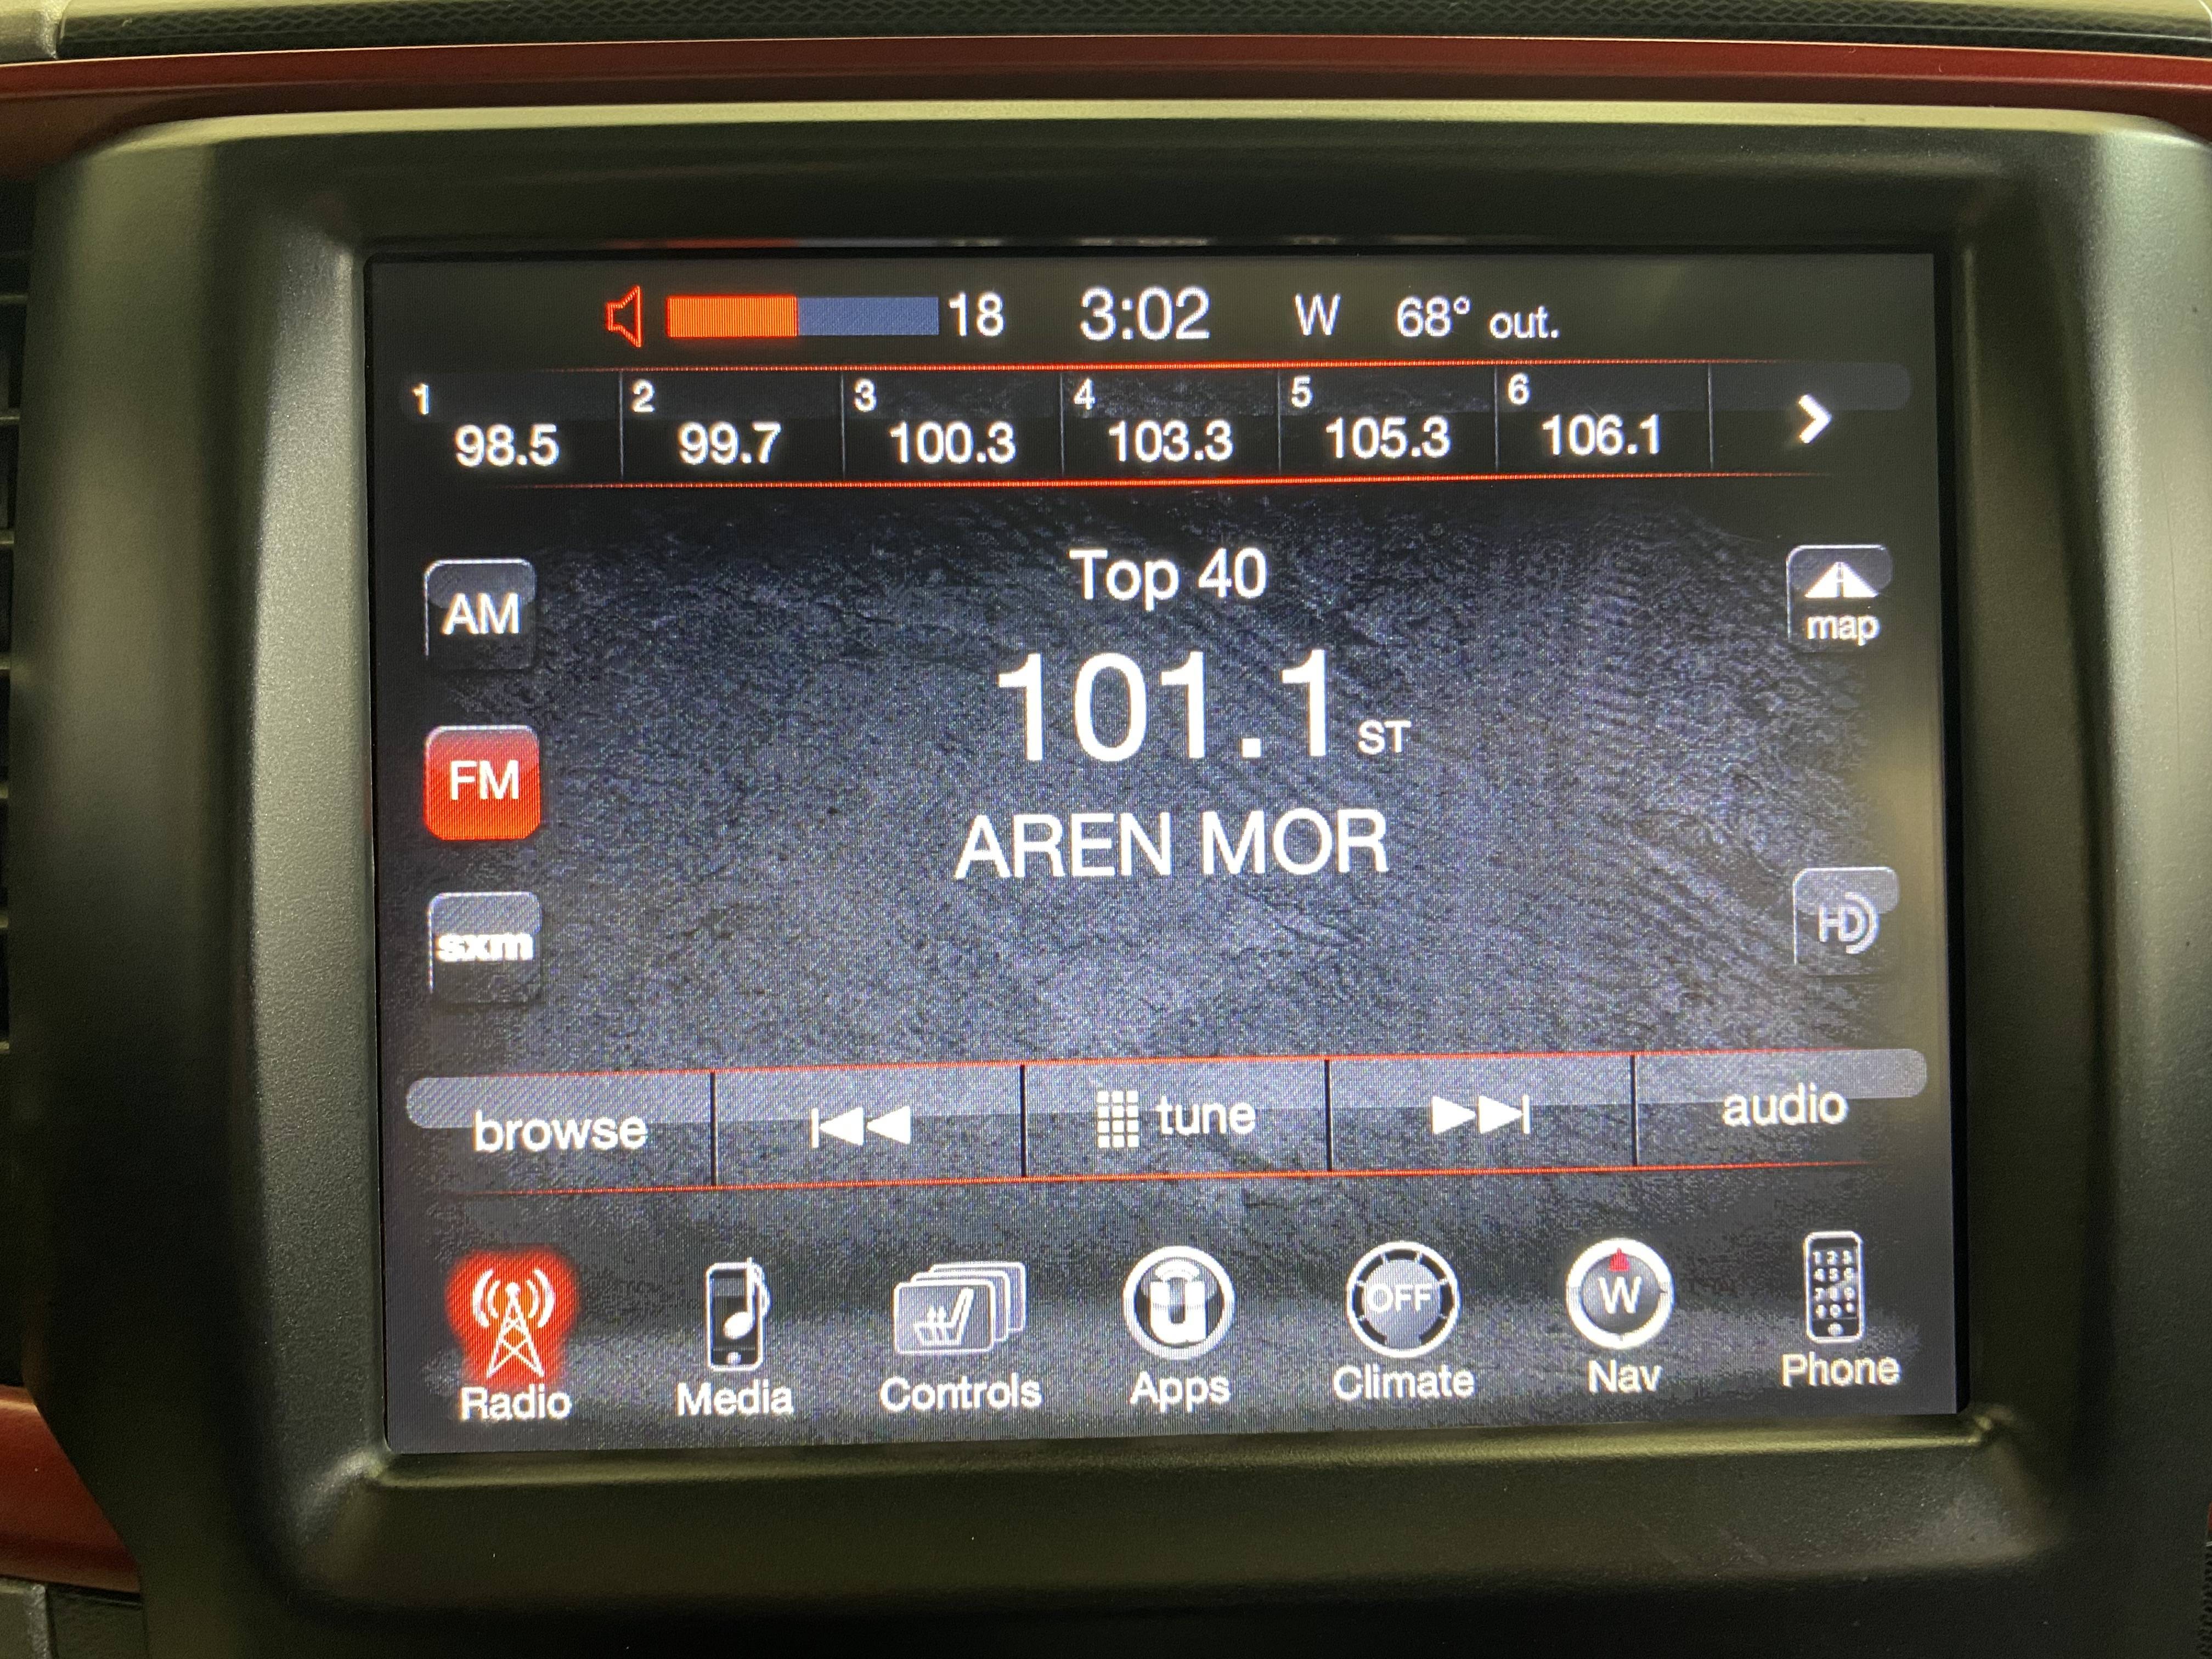 18 3:02 W 68° out.
1 2 3 4 5 6
98.5 99.7 100.3 103.3 105.3 106.1
Top 40
AM
map
101.1 ST
FM
AREN MOR
sxm
HD
browse tune audio
OFF W
Radio Media Controls Apps Climate Nav Phone